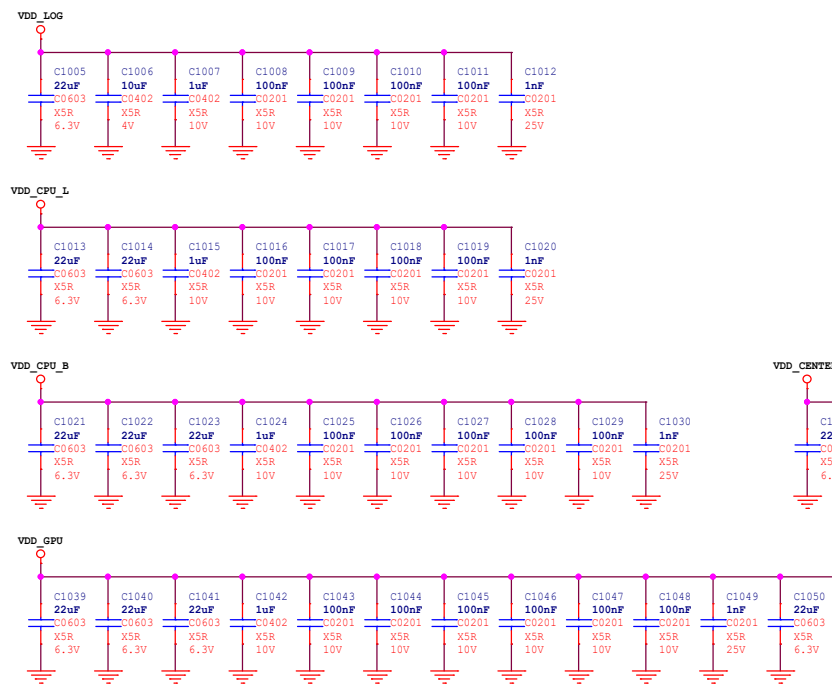 VDD_LOG
C1005 C1006 C1007 C1008 C1009 C1010 C1011 C1012
22uF 10uF 1uF 100nF 100nF 100nF 100nF 1nF
C0603 C0402 C0402 C0201 C0201 C0201 C0201 C0201
X5R X5R X5R X5R X5R X5R X5R X5R
6.3V 4V 10V 10V 10V 10V 10V 25V
VDD_CPU_L
C1013 C1014 C1015 C1016 C1017 C1018 C1019 C1020
22uF 22uF 1uF 100nF 100nF 100nF 100nF 1nF
C0603 C0603 C0402 C0201 C0201 C0201 C0201 C0201
X5R X5R X5R X5R X5R X5R X5R X5R
6.3V 6.3V 10V 10V 10V 10V 10V 25V
VDD_CPU_B VDD_CENTE
C1021 C1022 C1023 C1024 C1025 C1026 C1027 C1028 C1029 C1030 C1
22uF 22uF 22uF 1uF 100nF 100nF 100nF 100nF 100nF 1nF 22
C0603 C0603 C0603 C0402 C0201 C0201 C0201 C0201 C0201 C0201 C0
X5R X5R X5R X5R X5R X5R X5R X5R X5R X5R X5
6.3V 6.3V 6.3V 10V 10V 10V 10V 10V 10V 25V 6.
VDD_GPU
C1039 C1040 C1041 C1042 C1043 C1044 C1045 C1046 C1047 C1048 C1049 C1050
22uF 22uF 22uF 1uF 100nF 100nF 100nF 100nF 100nF 100nF 1nF 22uF
C0603 C0603 C0603 C0402 C0201 C0201 C0201 C0201 C0201 C0201 C0201 C0603
X5R X5R X5R X5R X5R X5R X5R X5R X5R X5R X5R X5R
6.3V 6.3V 6.3V 10V 10V 10V 10V 10V 10V 10V 25V 6.3V